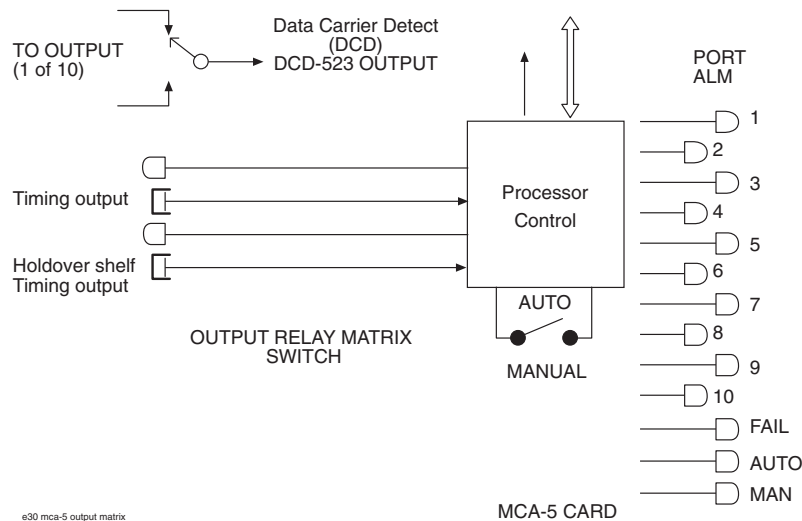 TO OUTPUT
(1 of 10)
Data Carrier Detect
(DCD)
DCD-523 OUTPUT
PORT
ALM
1
2
3
4
5
6
7
8
9
10
FAIL
AUTO
MAN
Timing output
Holdover shelf
Timing output
Processor
Control
AUTO
MANUAL
OUTPUT RELAY MATRIX
SWITCH
MCA-5 CARD
e30 mca-5 output matrix